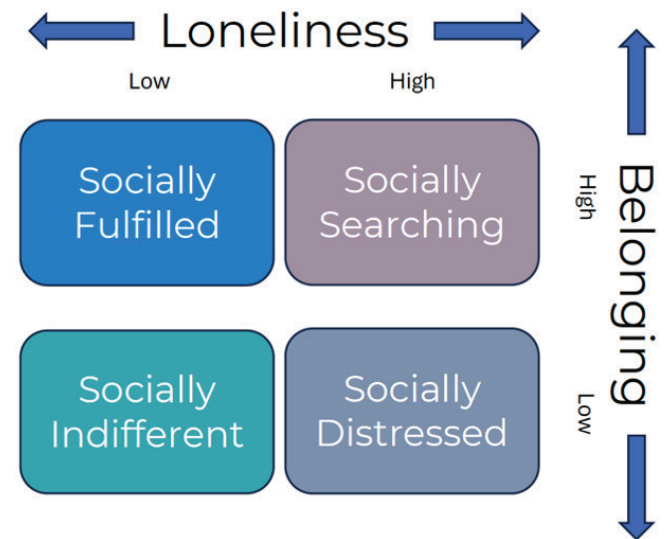 Loneliness
Low
High
Socially
Fulfilled
Socially
Searching
Socially
Indifferent
Socially
Distressed
High
Low
Belonging